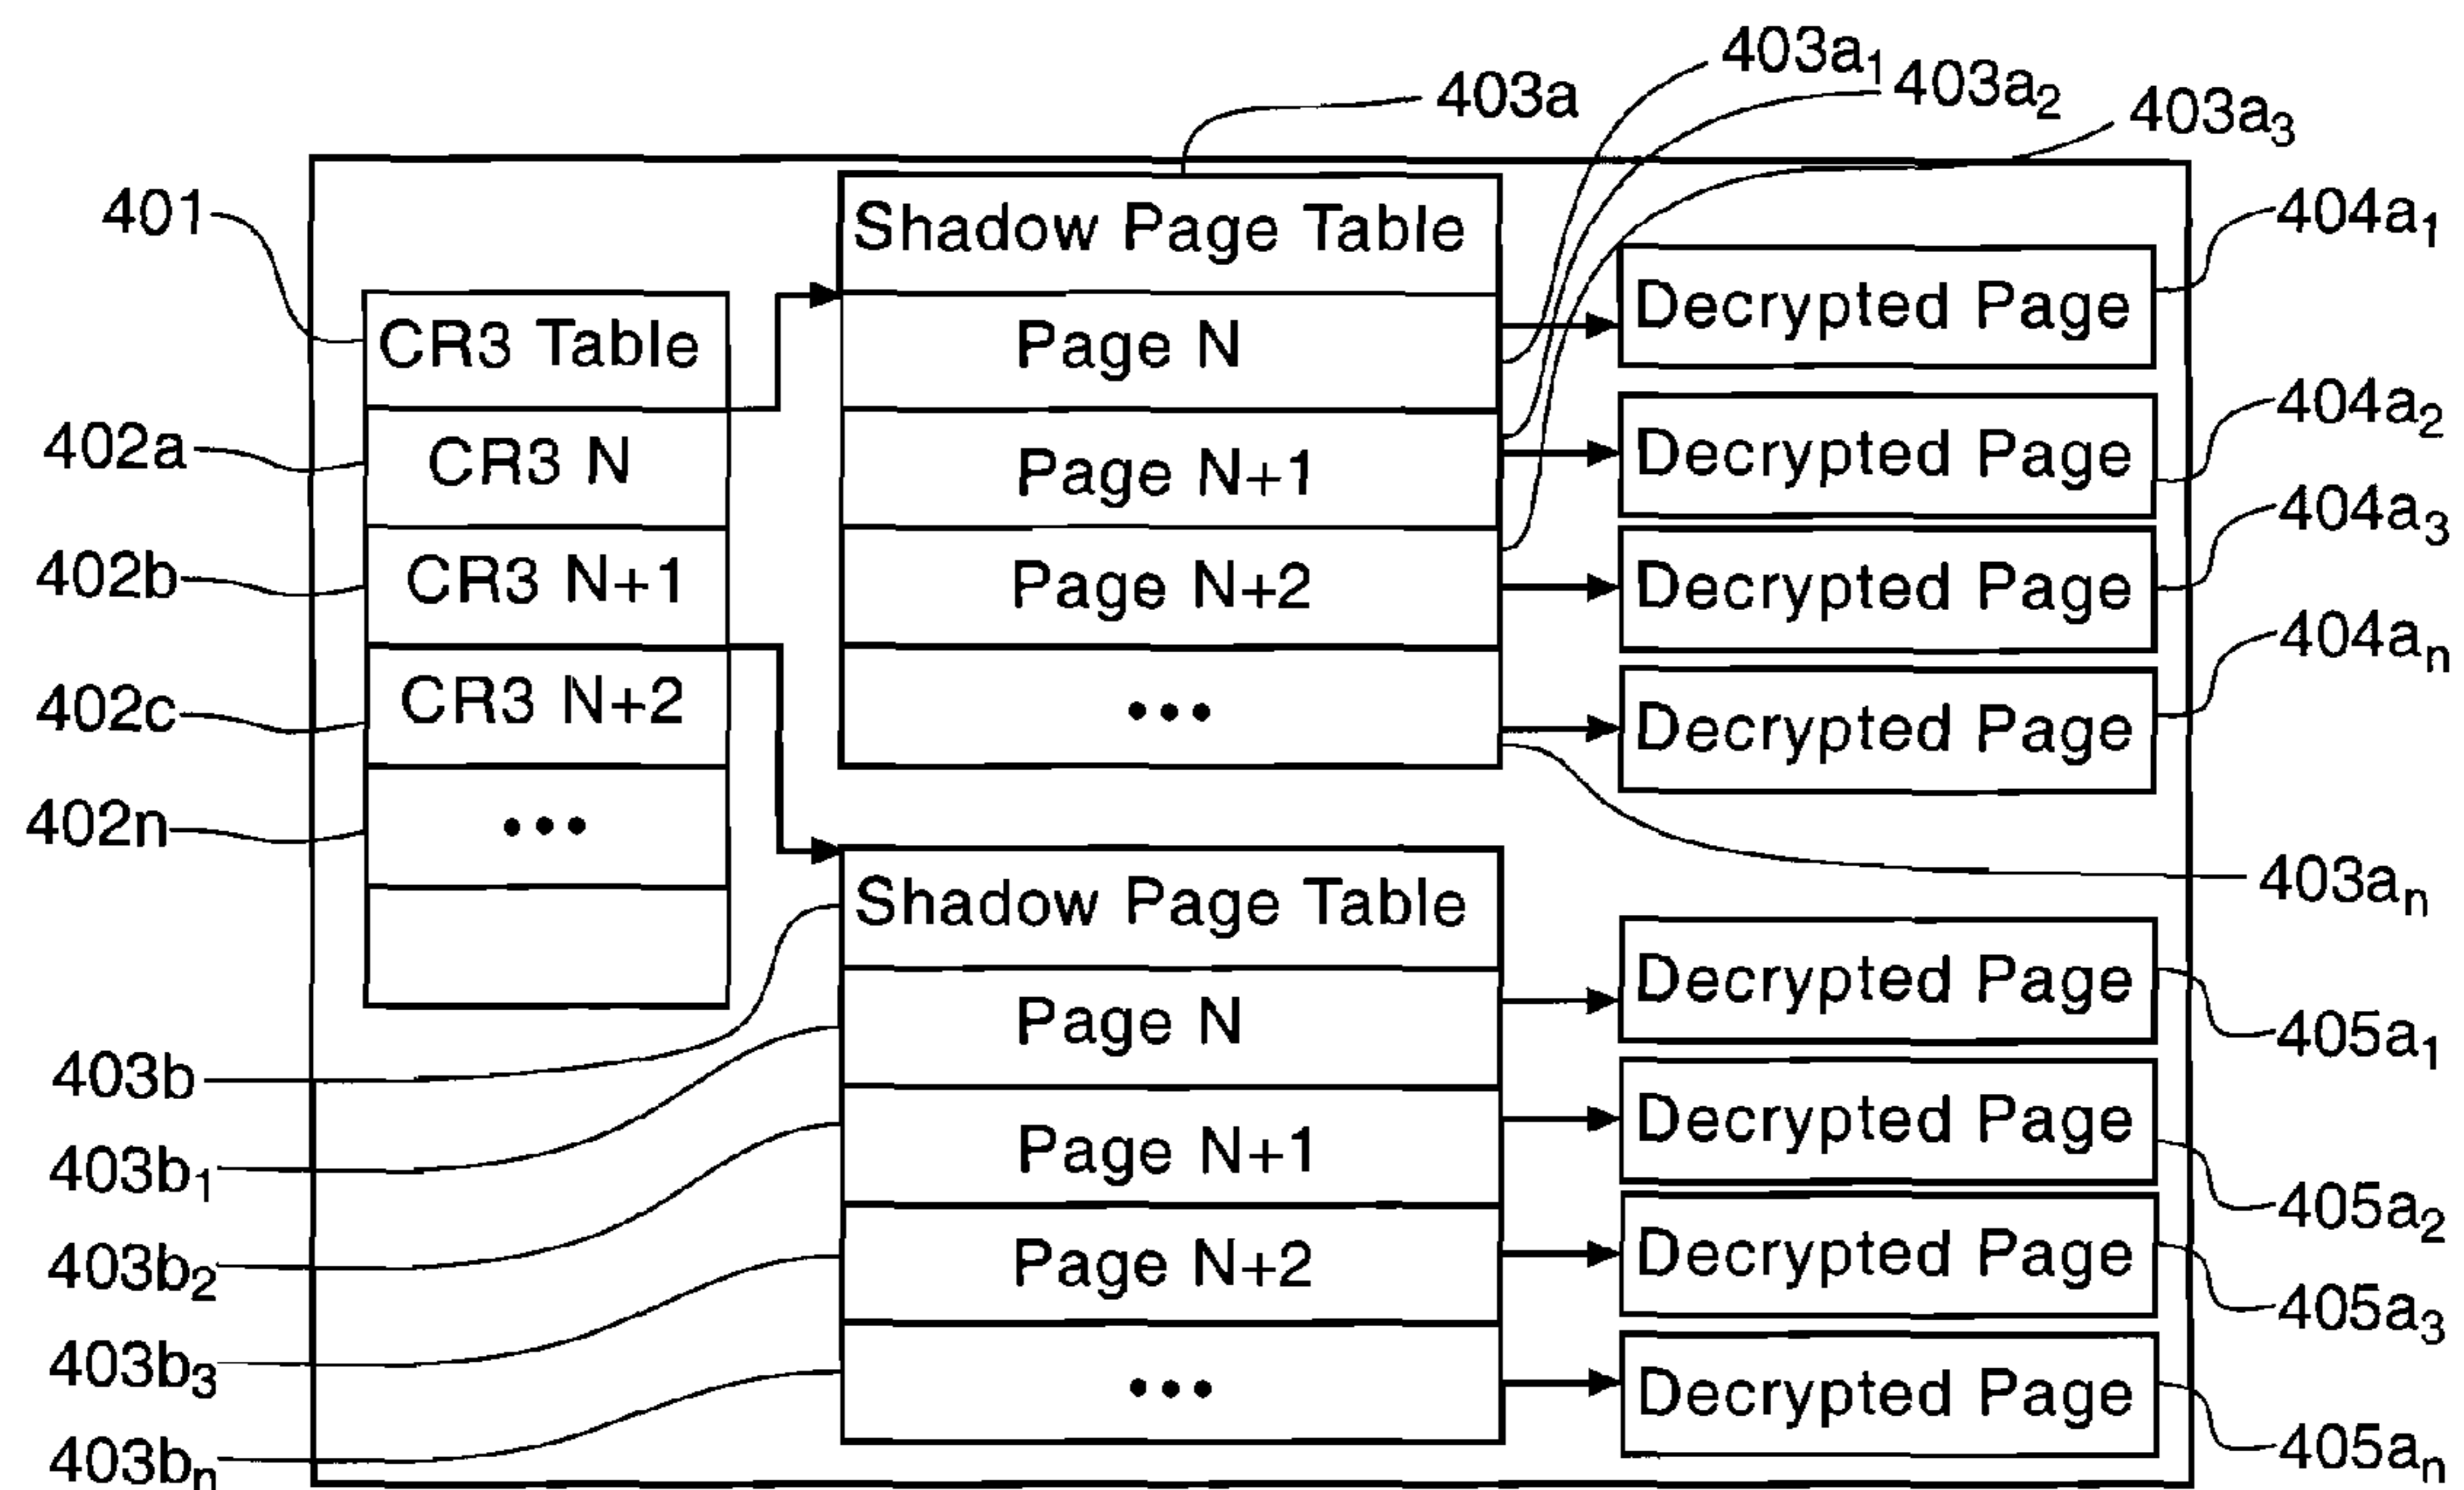 403a
403a₁
403a₂
403a₃
401
402a
402b
402c
402n
CR3 Table
CR3 N
CR3 N+1
CR3 N+2
•••
Shadow Page Table
Page N
Page N+1
Page N+2
•••
Decrypted Page
Decrypted Page
Decrypted Page
Decrypted Page
404a₁
404a₂
404a₃
404aₙ
403aₙ
403b
403b₁
403b₂
403b₃
403bₙ
Shadow Page Table
Page N
Page N+1
Page N+2
•••
Decrypted Page
Decrypted Page
Decrypted Page
Decrypted Page
405a₁
405a₂
405a₃
405aₙ